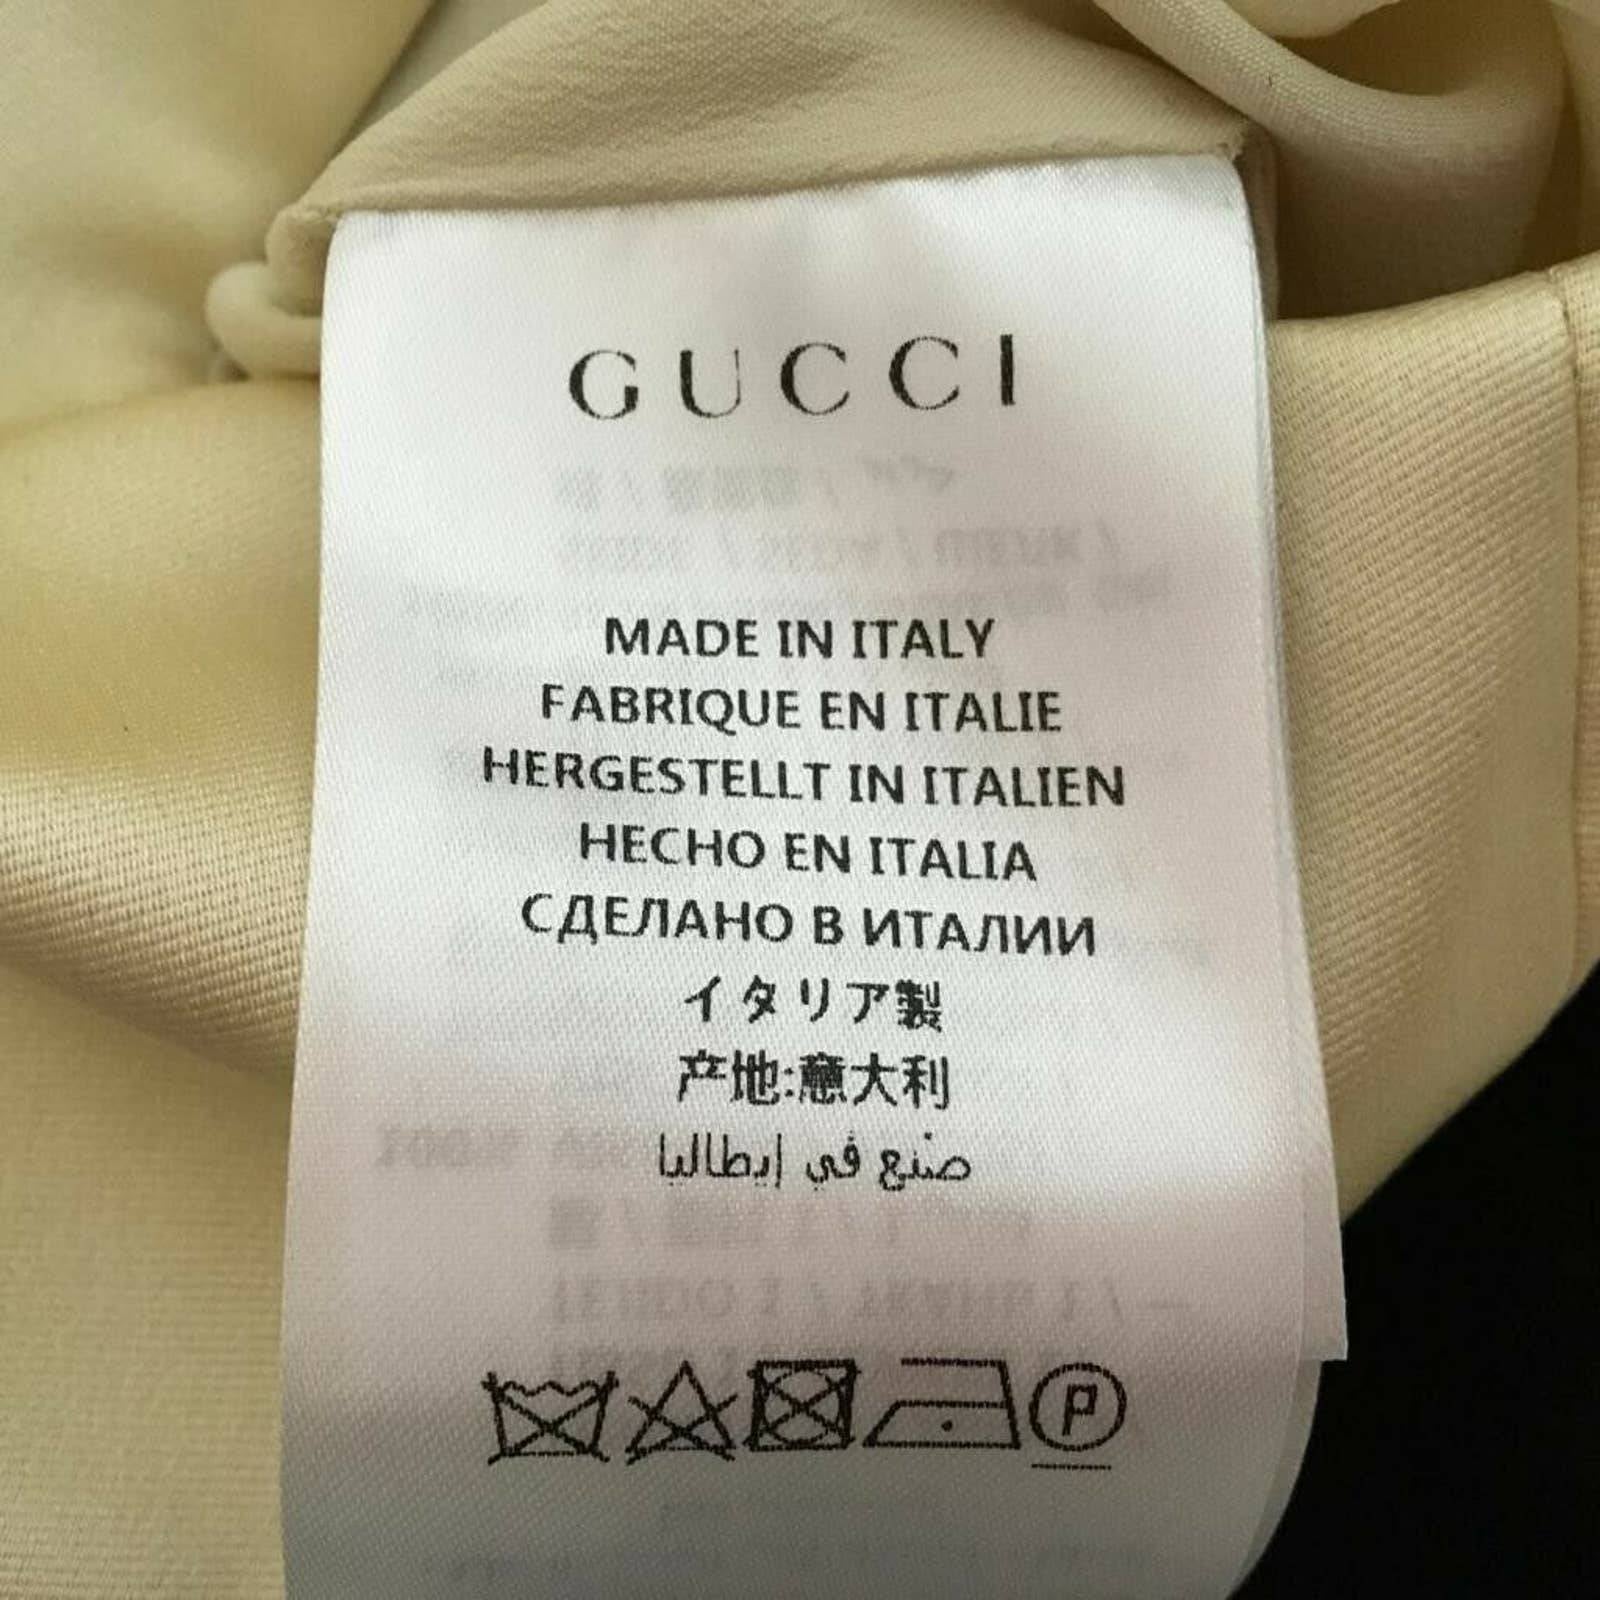 GUCCI
MADE IN ITALY
FABRIQUE EN ITALIE
HERGESTELLT IN ITALIEN
HECHO EN ITALIA
СДЕЛАНО В ИТАЛИИ
イタリア製
产地:意大利
صنع في إيطاليا
P